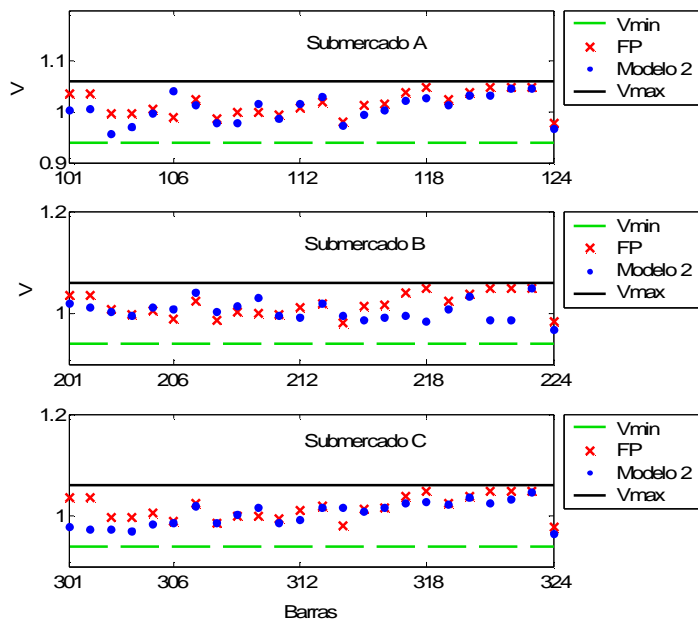 Submercado A
V
1.1
1
0.9
101
106
112
118
124
Vmin
FP
Modelo 2
Vmax
Submercado B
V
1.2
1
201
206
212
218
224
Vmin
FP
Modelo 2
Vmax
Submercado C
1.2
1
301
306
312
318
324
Barras
Vmin
FP
Modelo 2
Vmax